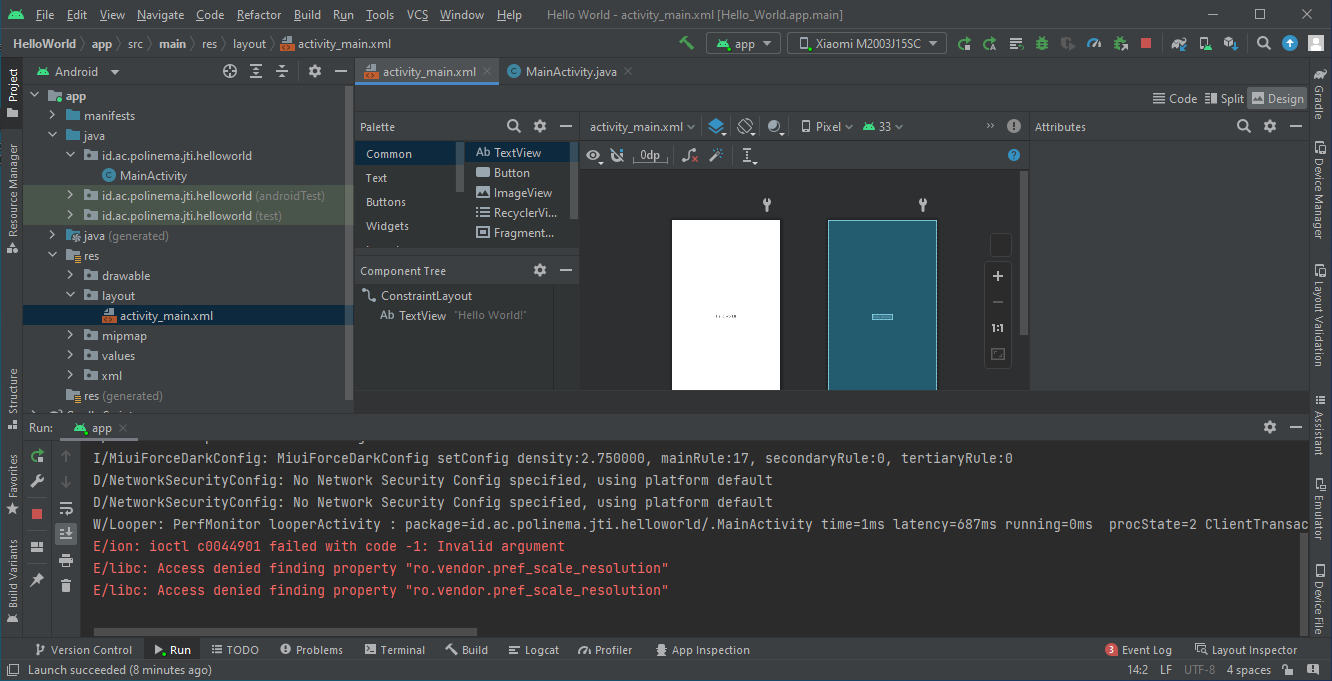 File Edit View Navigate Code Refactor Build Run Tools VCS Window Help Hello World - activity_main.xml [Hello_World.app.main]
HelloWorld app src main res layout activity_main.xml app Xiaomi M2003J15SC
Project
Resource Manager
Structure
Favorites
Build Variants
Android
app
manifests
java
id.ac.polinema.jti.helloworld
MainActivity
id.ac.polinema.jti.helloworld (androidTest)
id.ac.polinema.jti.helloworld (test)
java (generated)
res
drawable
layout
activity_main.xml
mipmap
values
xml
res (generated)
activity_main.xml MainActivity.java
Code Split Design
Palette
Common
Text
Buttons
Widgets
Ab TextView
Button
ImageView
RecyclerVi...
Fragment...
Component Tree
ConstraintLayout
Ab TextView "Hello World!"
activity_main.xml Pixel 33 »
0dp
1:1
Attributes
Gradle
Device Manager
Layout Validation
Assistant
Emulator
Device File
Run: app
I/MiuiForceDarkConfig: MiuiForceDarkConfig setConfig density:2.750000, mainRule:17, secondaryRule:0, tertiaryRule:0
D/NetworkSecurityConfig: No Network Security Config specified, using platform default
D/NetworkSecurityConfig: No Network Security Config specified, using platform default
W/Looper: PerfMonitor looperActivity : package=id.ac.polinema.jti.helloworld/.MainActivity time=1ms latency=687ms running=0ms procState=2 ClientTransac
E/ion: ioctl c0044901 failed with code -1: Invalid argument
E/libc: Access denied finding property "ro.vendor.pref_scale_resolution"
E/libc: Access denied finding property "ro.vendor.pref_scale_resolution"
Version Control Run TODO Problems Terminal Build Logcat Profiler App Inspection 3 Event Log Layout Inspector
Launch succeeded (8 minutes ago) 14:2 LF UTF-8 4 spaces